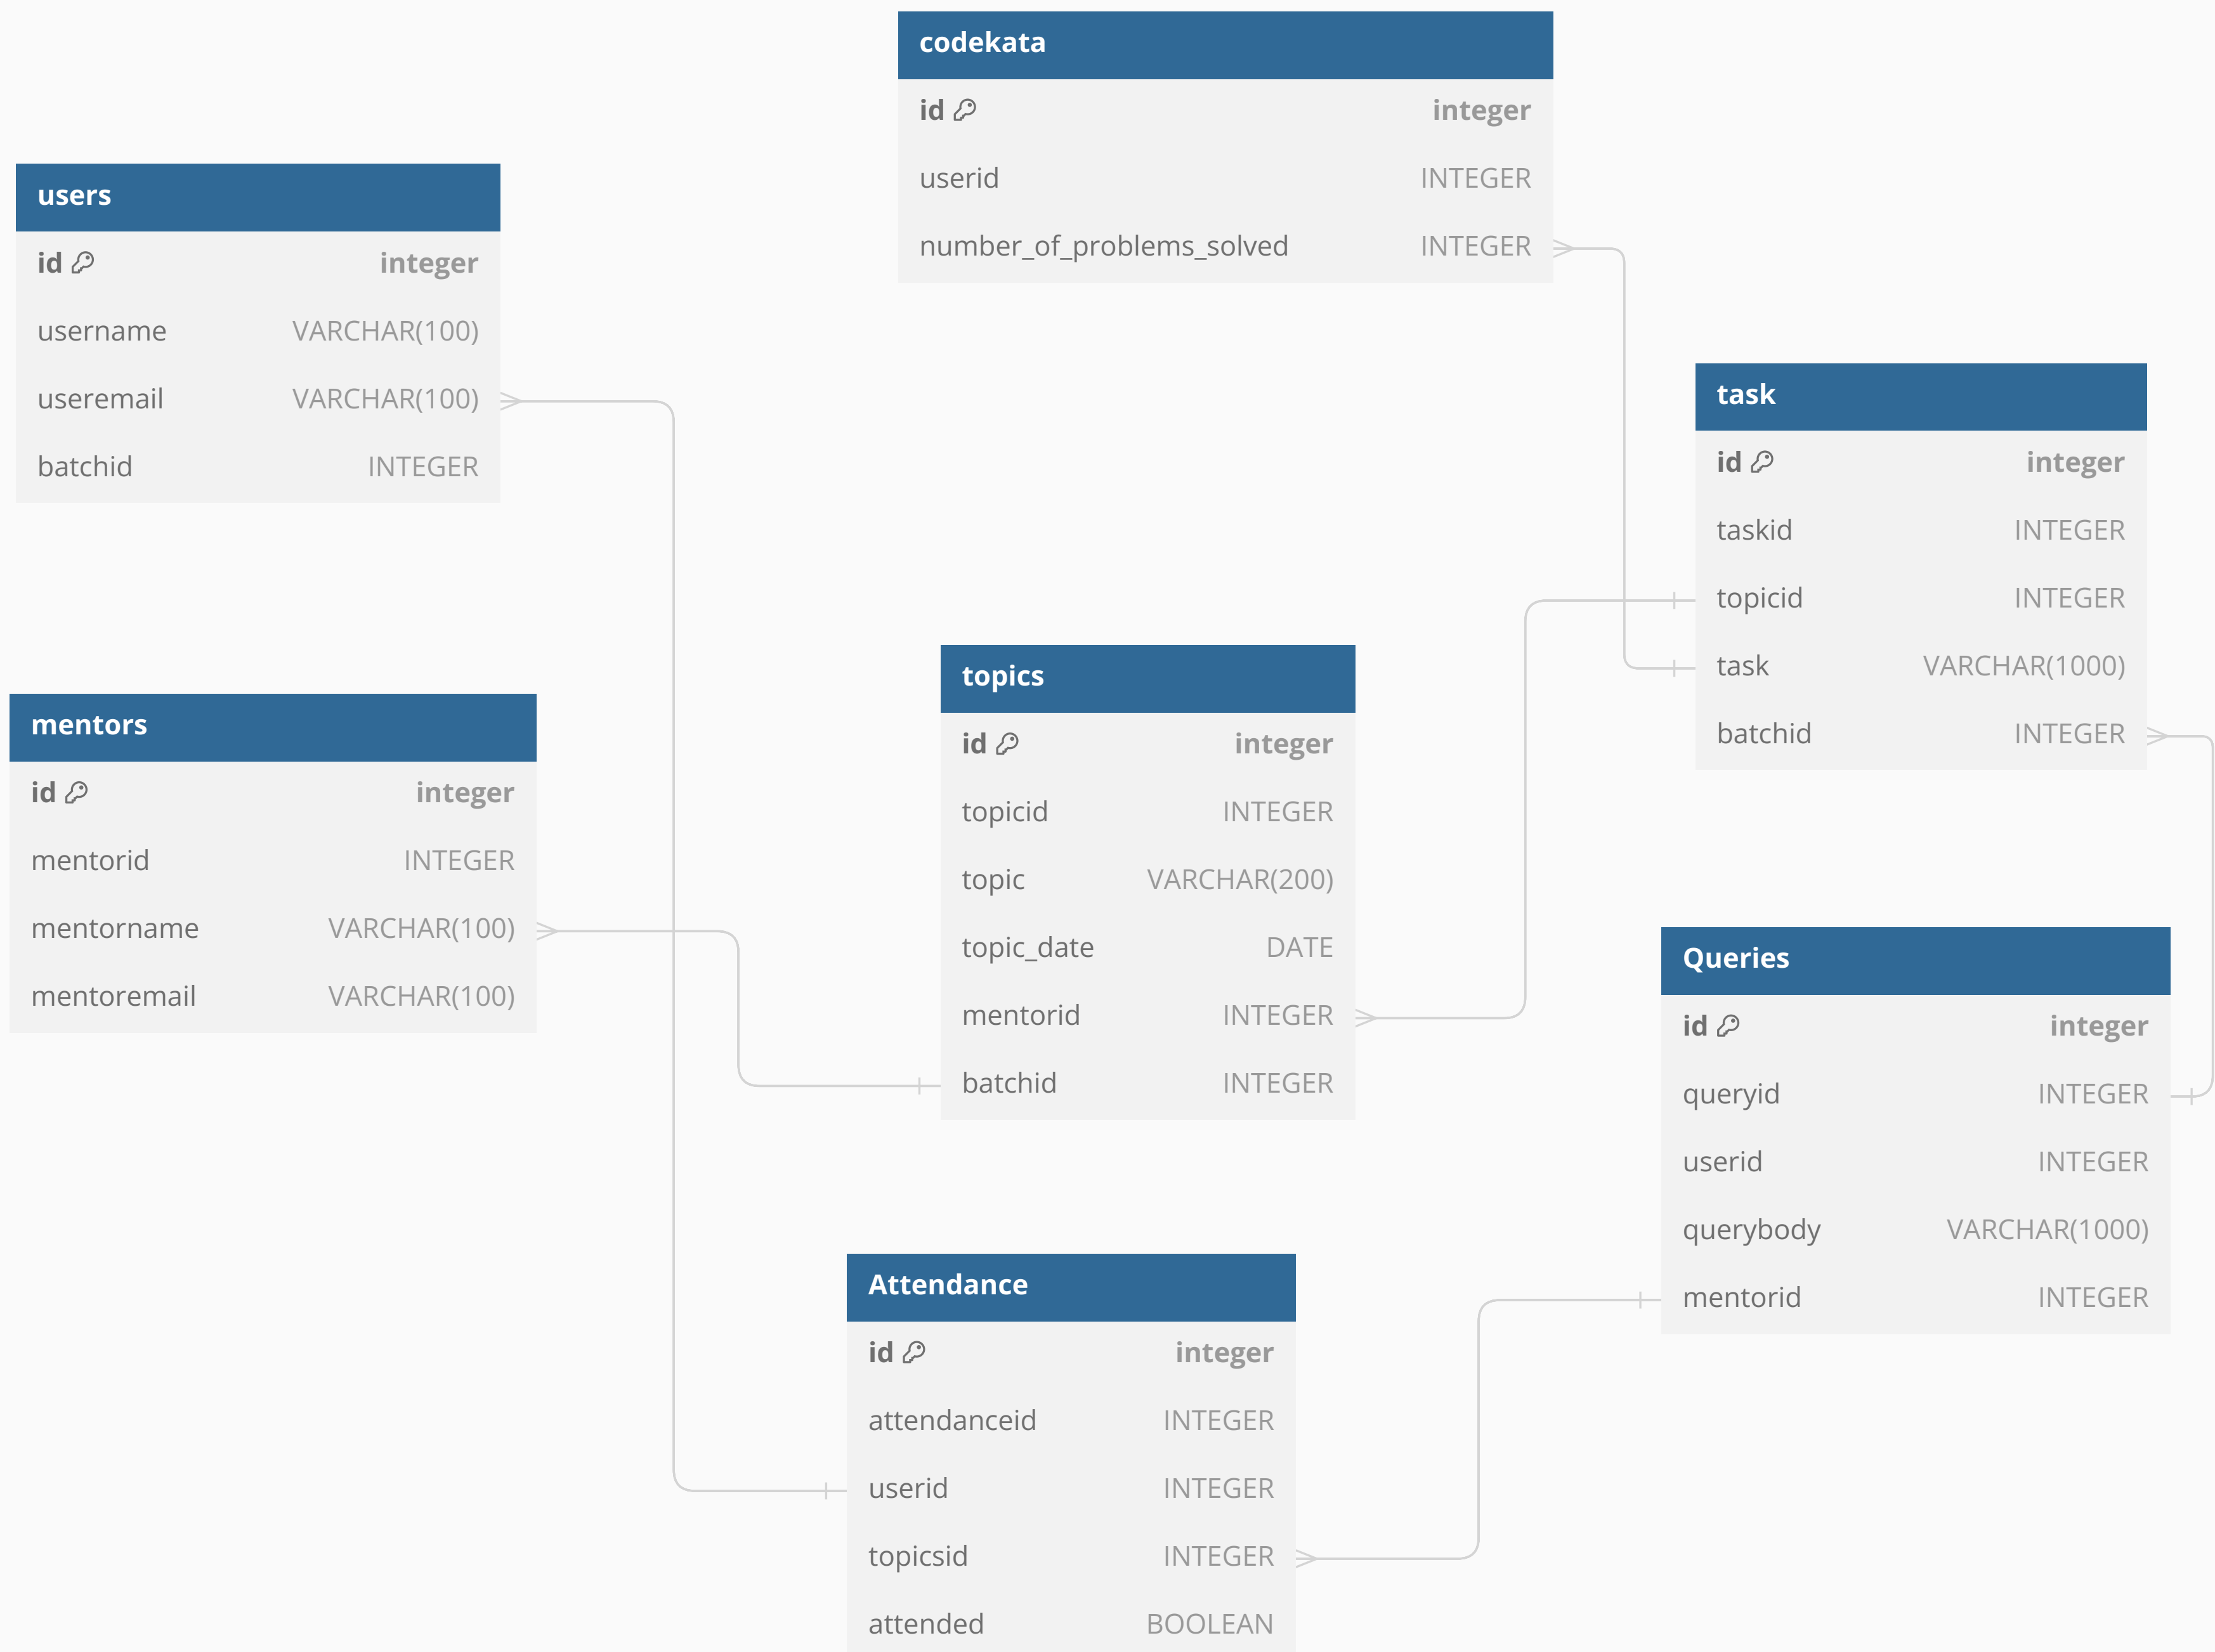 codekata
id integer
userid INTEGER
number_of_problems_solved INTEGER
users
id integer
username VARCHAR(100)
useremail VARCHAR(100)
batchid INTEGER
task
id integer
taskid INTEGER
topicid INTEGER
task VARCHAR(1000)
batchid INTEGER
topics
id integer
topicid INTEGER
topic VARCHAR(200)
topic_date DATE
mentorid INTEGER
batchid INTEGER
mentors
id integer
mentorid INTEGER
mentorname VARCHAR(100)
mentoremail VARCHAR(100)
Queries
id integer
queryid INTEGER
userid INTEGER
querybody VARCHAR(1000)
mentorid INTEGER
Attendance
id integer
attendanceid INTEGER
userid INTEGER
topicsid INTEGER
attended BOOLEAN